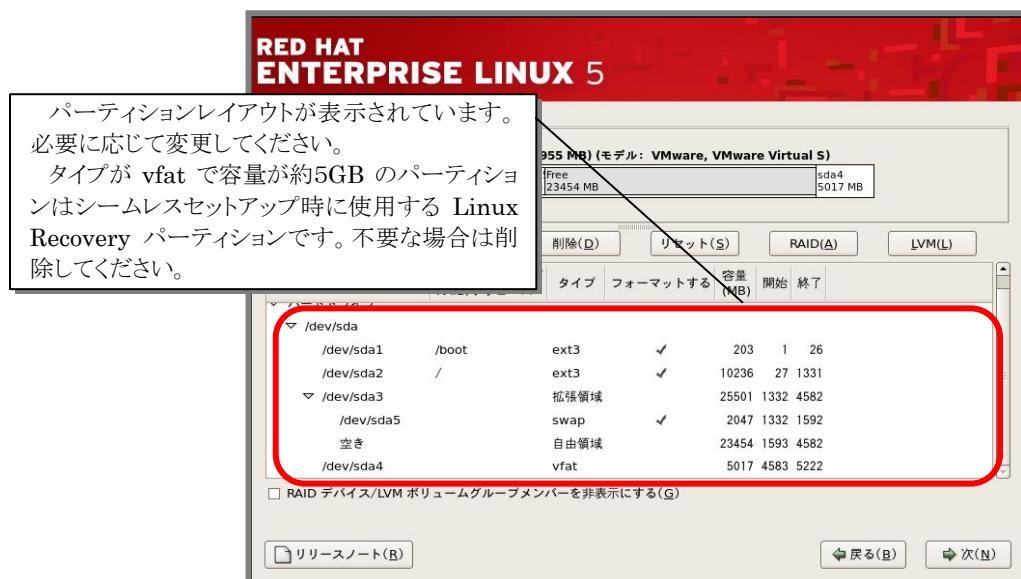 RED HAT
ENTERPRISE LINUX 5
パーティションレイアウトが表示されています。
必要に応じて変更してください。
タイプが vfat で容量が約5GB のパーティショ
ンはシームレスセットアップ時に使用する Linux
Recovery パーティションです。不要な場合は削
除してください。
955 MB) (モデル: VMware, VMware Virtual S)
Free
23454 MB
sda4
5017 MB
削除(D) リセット(S) RAID(A) LVM(L)
タイプ フォーマットする 容量(MB) 開始 終了
/dev/sda
/dev/sda1 /boot ext3 ✓ 203 1 26
/dev/sda2 / ext3 ✓ 10236 27 1331
/dev/sda3 拡張領域 25501 1332 4582
/dev/sda5 swap ✓ 2047 1332 1592
空き 自由領域 23454 1593 4582
/dev/sda4 vfat 5017 4583 5222
RAID デバイス/LVM ボリュームグループメンバーを非表示にする(G)
リリースノート(R) 戻る(B) 次(N)